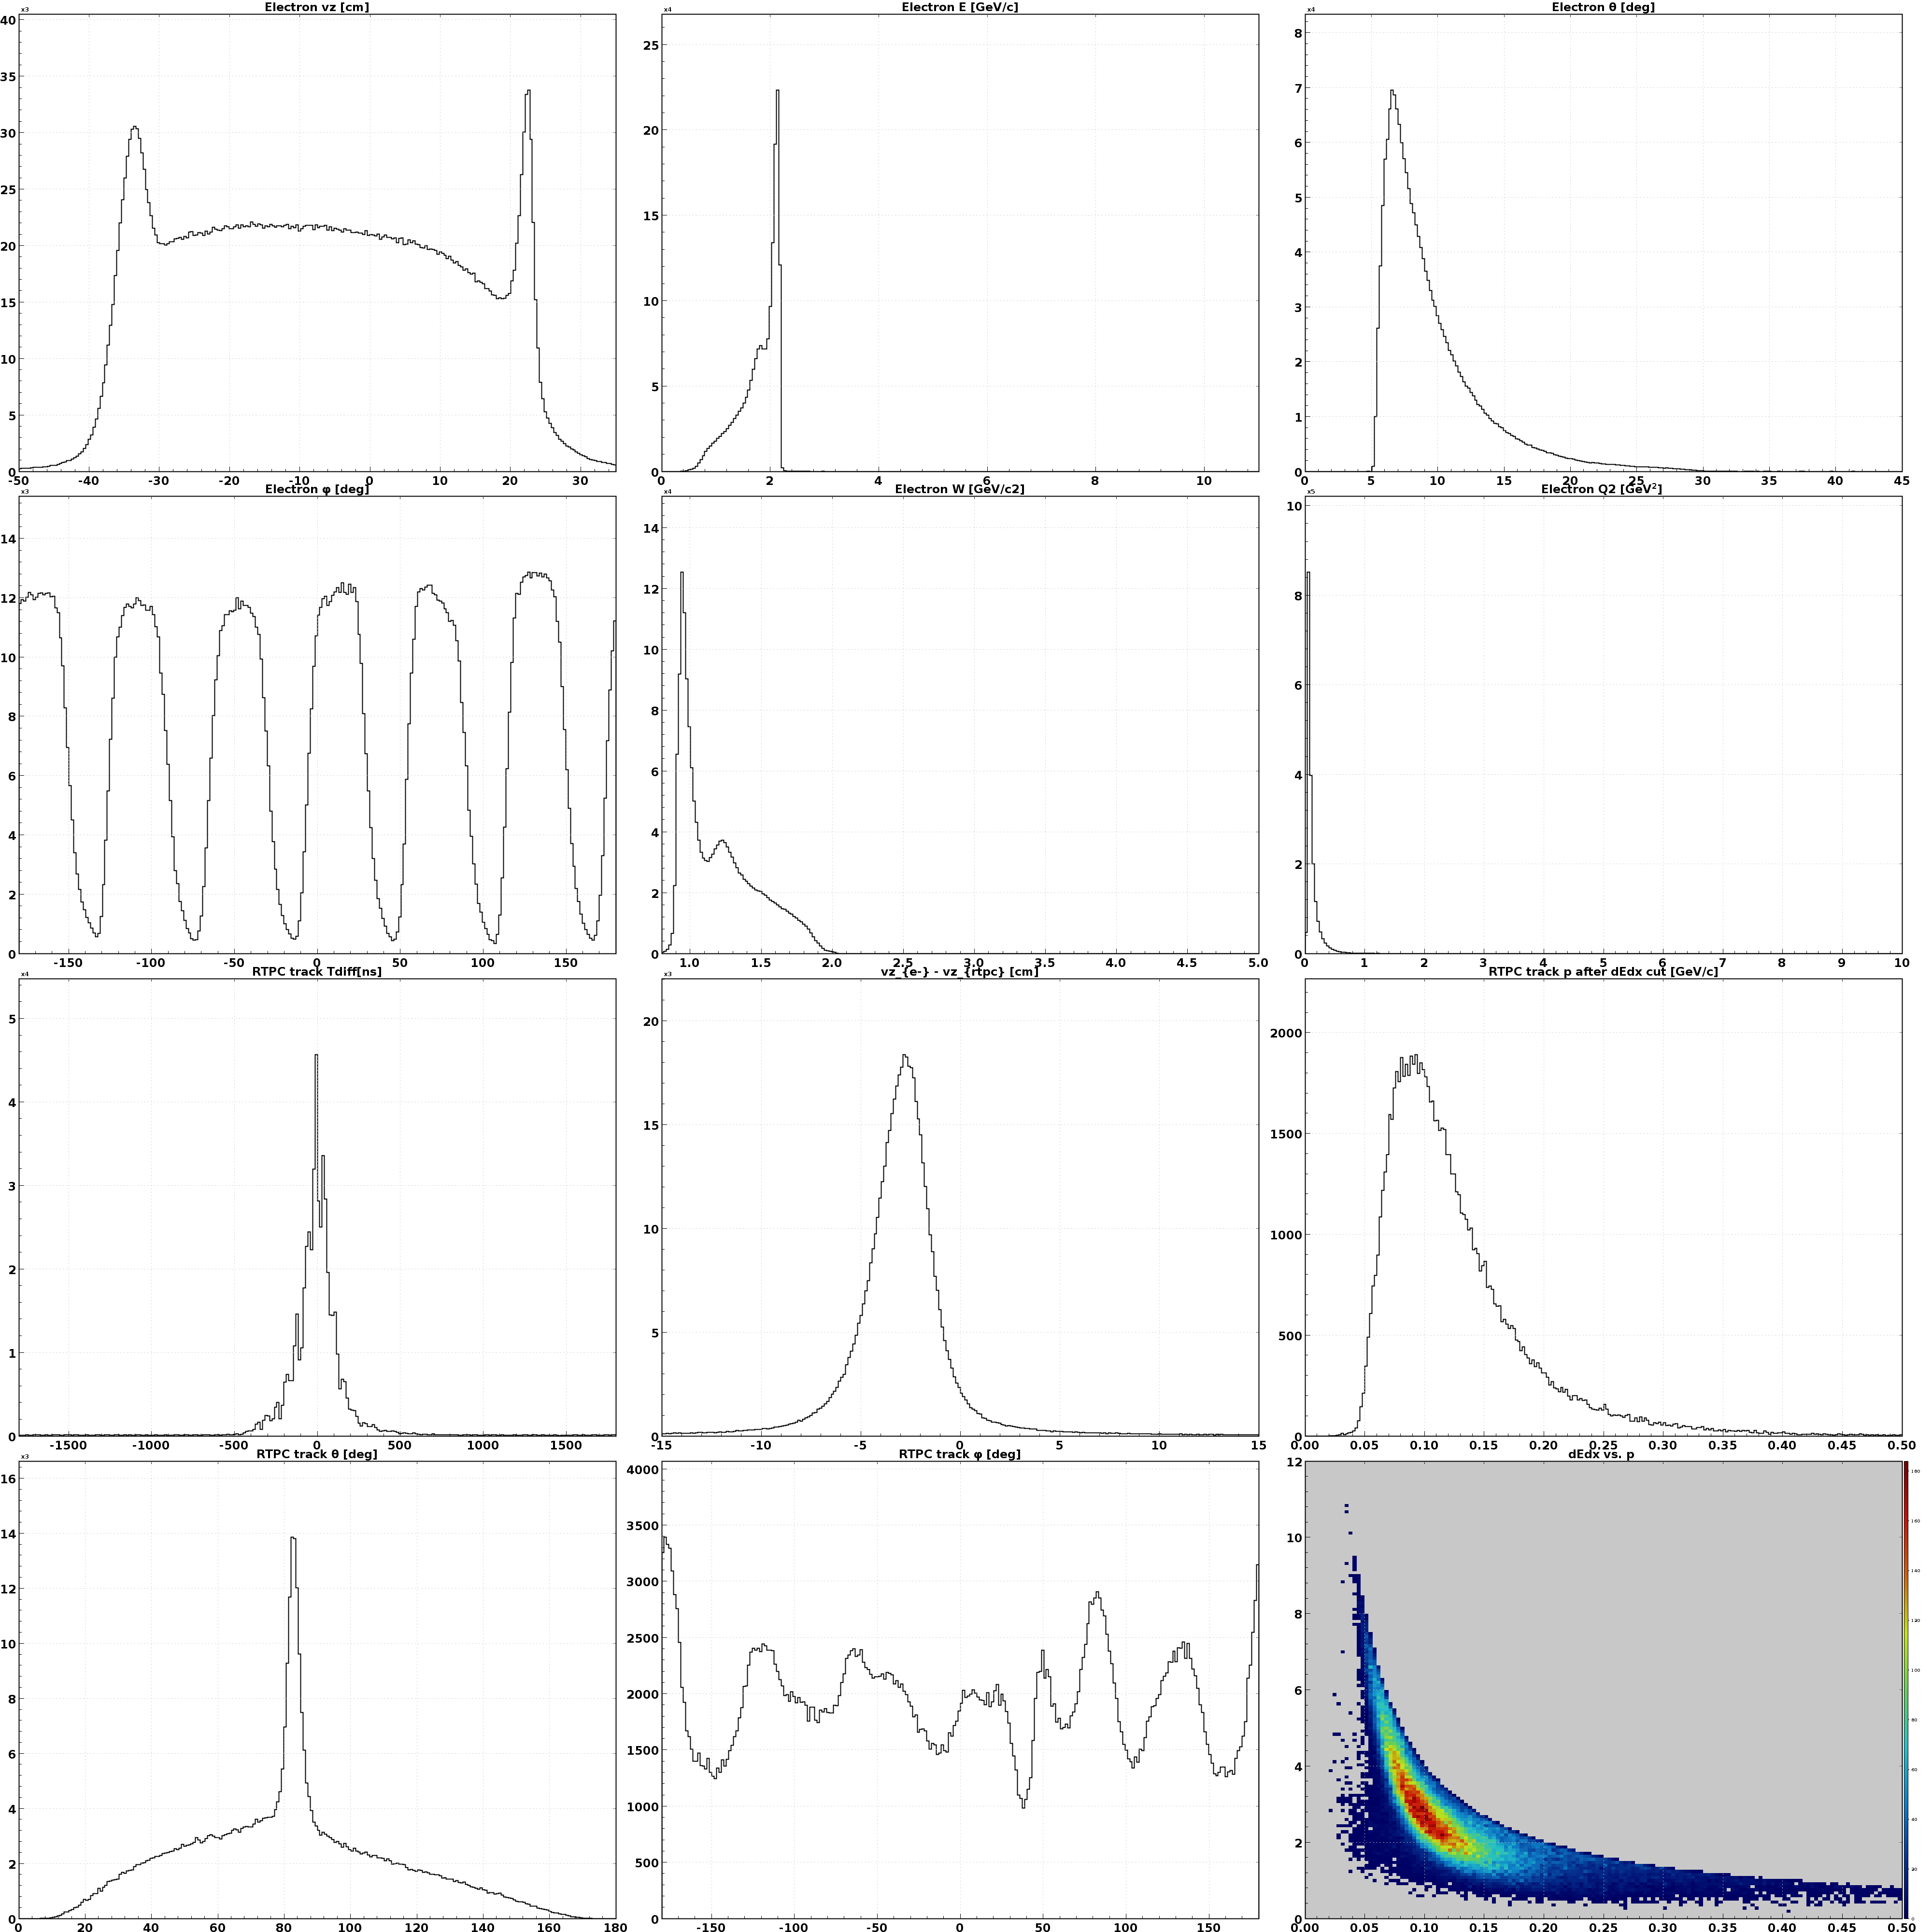 Electron vz [cm]
x3
40
35
30
25
20
15
10
5
0
-50 -40 -30 -20 -10 0 10 20 30
Electron E [GeV/c]
x4
25
20
15
10
5
0
0 2 4 6 8 10
Electron θ [deg]
x4
8
7
6
5
4
3
2
1
0
0 5 10 15 20 25 30 35 40 45
Electron φ [deg]
x3
14
12
10
8
6
4
2
0
-150 -100 -50 0 50 100 150
Electron W [GeV/c2]
x4
14
12
10
8
6
4
2
0
1.0 1.5 2.0 2.5 3.0 3.5 4.0 4.5 5.0
Electron Q2 [GeV²]
x5
10
8
6
4
2
0
0 1 2 3 4 5 6 7 8 9 10
RTPC track Tdiff[ns]
x4
5
4
3
2
1
0
-1500 -1000 -500 0 500 1000 1500
vz_{e-} - vz_{rtpc} [cm]
x3
20
15
10
5
0
-15 -10 -5 0 5 10 15
RTPC track p after dEdx cut [GeV/c]
2000
1500
1000
500
0
0.00 0.05 0.10 0.15 0.20 0.25 0.30 0.35 0.40 0.45 0.50
RTPC track θ [deg]
x3
16
14
12
10
8
6
4
2
0
0 20 40 60 80 100 120 140 160 180
RTPC track φ [deg]
4000
3500
3000
2500
2000
1500
1000
500
0
-150 -100 -50 0 50 100 150
dEdx vs. p
12
10
8
6
4
2
0
0.00 0.05 0.10 0.15 0.20 0.25 0.30 0.35 0.40 0.45 0.50
180
160
140
120
100
80
60
40
20
0